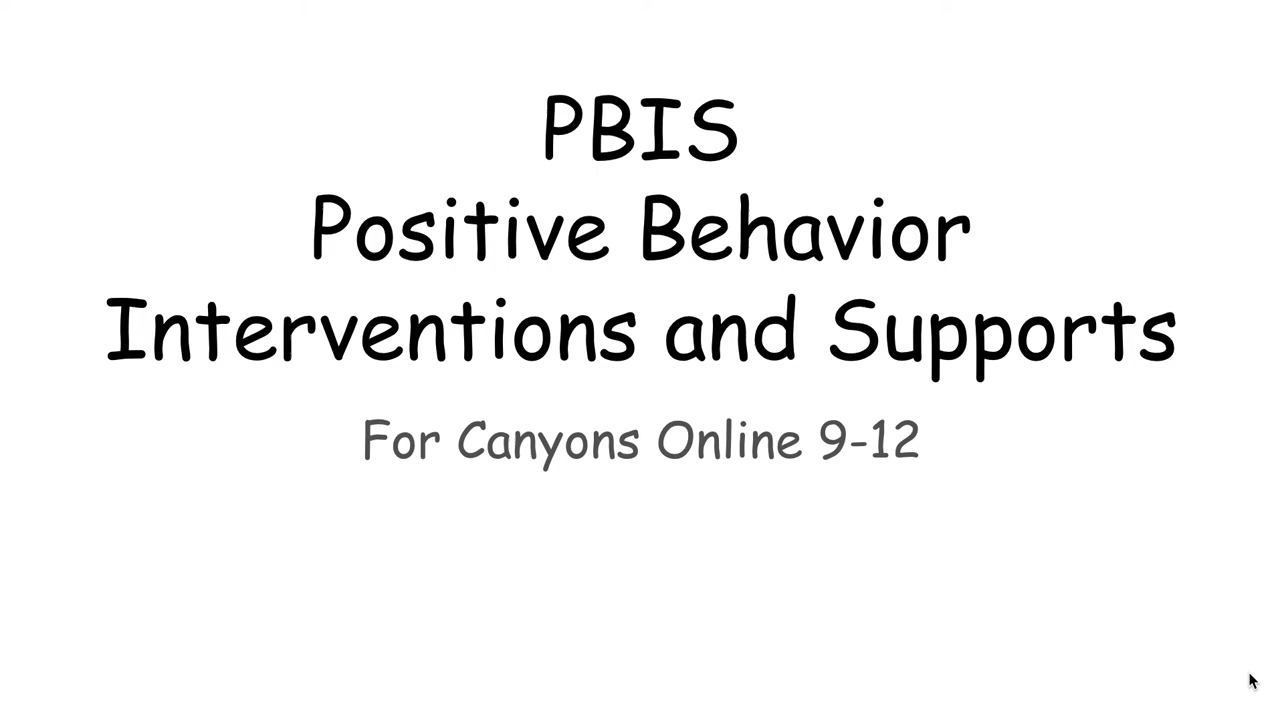 PBIS
Positive Behavior
Interventions and Supports
For Canyons Online 9-12